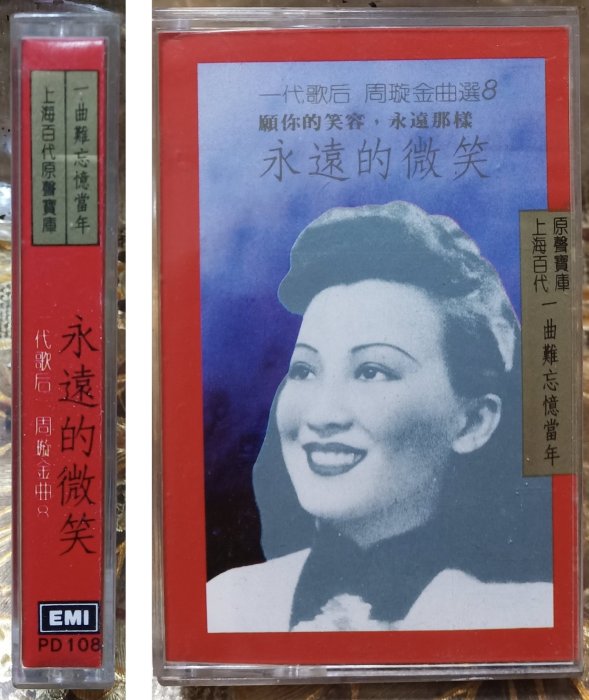 一曲難忘憶當年
上海百代原聲寶庫
永遠的微笑
一代歌后 周璇金曲8
EMI
PD108
一代歌后 周璇金曲選8
願你的笑容，永遠那樣
永遠的微笑
原聲寶庫
上海百代
一曲難忘憶當年